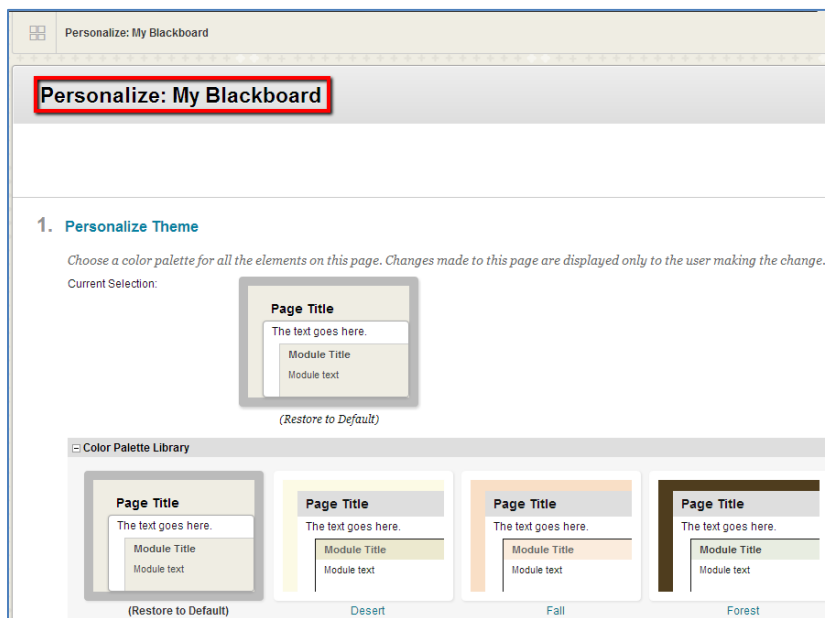 Personalize: My Blackboard
Personalize: My Blackboard
1. Personalize Theme
Choose a color palette for all the elements on this page. Changes made to this page are displayed only to the user making the change.
Current Selection:
Page Title
The text goes here.
Module Title
Module text
(Restore to Default)
Color Palette Library
Page Title
The text goes here.
Module Title
Module text
(Restore to Default)
Page Title
The text goes here.
Module Title
Module text
Desert
Page Title
The text goes here.
Module Title
Module text
Fall
Page Title
The text goes here.
Module Title
Module text
Forest